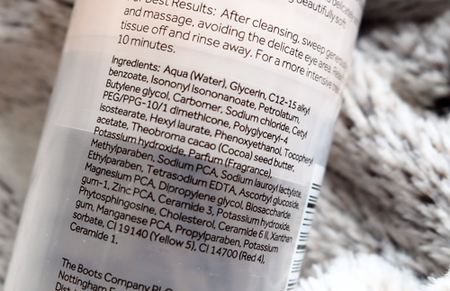 beautifully soft
Best Results: After cleansing, sweep
and massage, avoiding the delicate eye area.
tissue off and rinse away. For a more intensive
10 minutes.
Ingredients: Aqua (Water), Glycerin, C12-15 alkyl
benzoate, Isononyl isononanoate, Petrolatum,
Butylene glycol, Carbomer, Sodium chloride, Cetyl
PEG/PPG-10/1 dimethicone, Polyglyceryl-4
isostearate, Hexyl laurate, Phenoxyethanol, Tocopheryl
acetate, Theobroma cacao (Cocoa) seed butter,
Potassium hydroxide, Parfum (Fragrance),
Methylparaben, Sodium PCA, Sodium lauroyl lactylate,
Ethylparaben, Tetrasodium EDTA, Ascorbyl glucoside,
Magnesium PCA, Dipropylene glycol, Biosaccharide
gum-1, Zinc PCA, Ceramide 3, Potassium hydroxide,
Phytosphingosine, Cholesterol, Ceramide 6 II, Xanthan
gum, Manganese PCA, Propylparaben, Potassium
sorbate, CI 19140 (Yellow 5), CI 14700 (Red 4),
Ceramide 1.
The Boots Company PLC
Nottingham